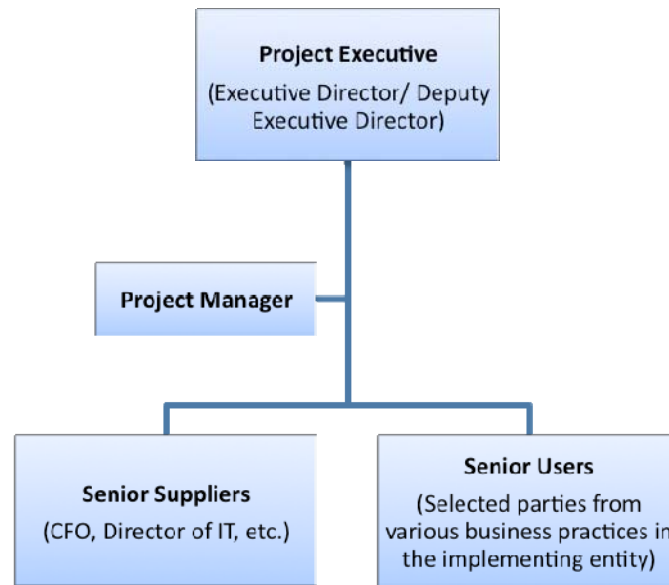 Project Executive
(Executive Director/ Deputy
Executive Director)
Project Manager
Senior Suppliers
(CFO, Director of IT, etc.)
Senior Users
(Selected parties from
various business practices in
the implementing entity)